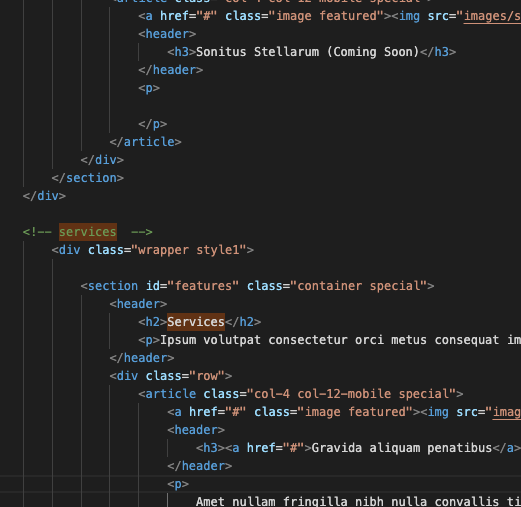 <article class="col-4 col-12-mobile special">
<a href="#" class="image featured"><img src="images/s
<header>
<h3>Sonitus Stellarum (Coming Soon)</h3>
</header>
<p>
</p>
</article>
</div>
</section>
</div>
<!-- services  -->
<div class="wrapper style1">
<section id="features" class="container special">
<header>
<h2>Services</h2>
<p>Ipsum volutpat consectetur orci metus consequat im
</header>
<div class="row">
<article class="col-4 col-12-mobile special">
<a href="#" class="image featured"><img src="imag
<header>
<h3><a href="#">Gravida aliquam penatibus</a>
</header>
<p>
Amet nullam fringilla nibh nulla convallis ti